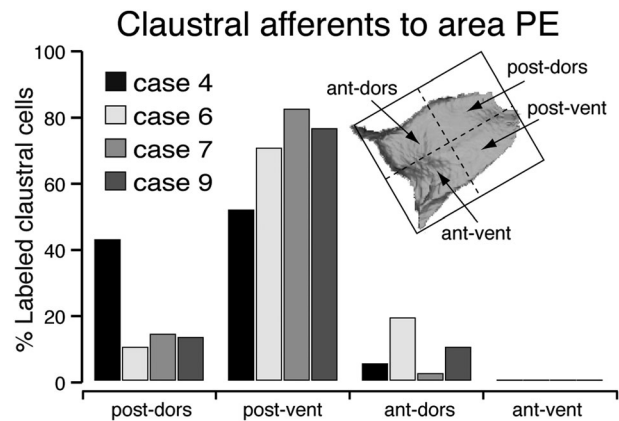 Claustral afferents to area PE
% Labeled claustral cells
100
80
60
40
20
0
case 4
case 6
case 7
case 9
ant-dors
post-dors
post-vent
ant-vent
post-dors
post-vent
ant-dors
ant-vent